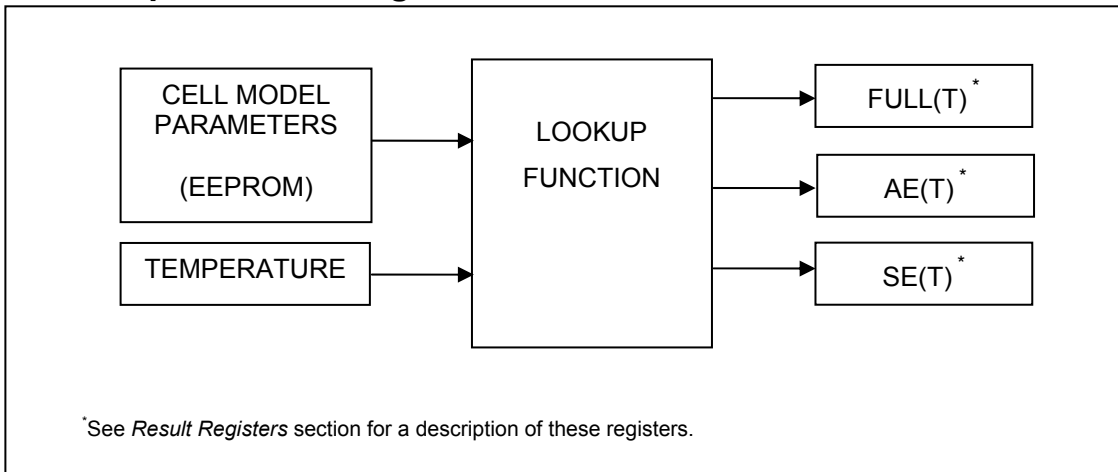 CELL MODEL
PARAMETERS
(EEPROM)
TEMPERATURE
LOOKUP
FUNCTION
FULL(T)*
AE(T)*
SE(T)*
*See Result Registers section for a description of these registers.